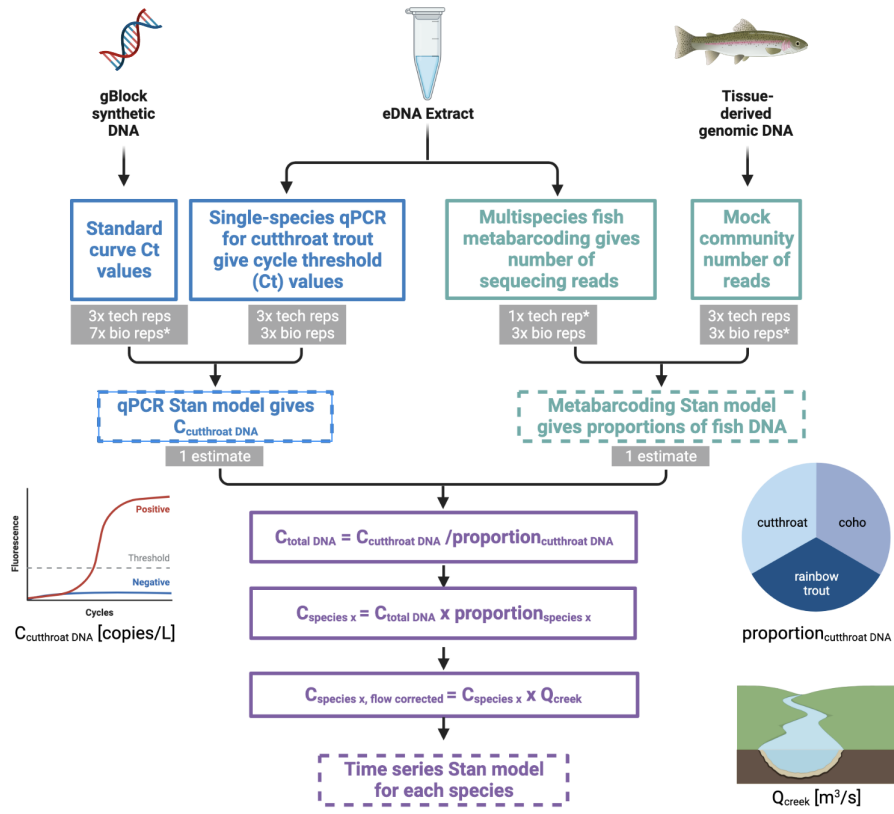 gBlock
synthetic
DNA
eDNA Extract
Tissue-
derived
genomic DNA
Standard
curve Ct
values
Single-species qPCR
for cutthroat trout
give cycle threshold
(Ct) values
Multispecies fish
metabarcoding gives
number of
sequecing reads
Mock
community
number of
reads
3x tech reps
7x bio reps*
3x tech reps
3x bio reps
1x tech rep*
3x bio reps
3x tech reps
3x bio reps*
qPCR Stan model gives
Ccutthroat DNA
Metabarcoding Stan model
gives proportions of fish DNA
1 estimate
1 estimate
Fluorescence
Positive
Threshold
Negative
Cycles
Ccutthroat DNA [copies/L]
Ctotal DNA = Ccutthroat DNA /proportioncutthroat DNA
Cspecies x = Ctotal DNA x proportionspecies x
Cspecies x, flow corrected = Cspecies x x Qcreek
Time series Stan model
for each species
cutthroat
coho
rainbow
trout
proportioncutthroat DNA
Qcreek [m³/s]